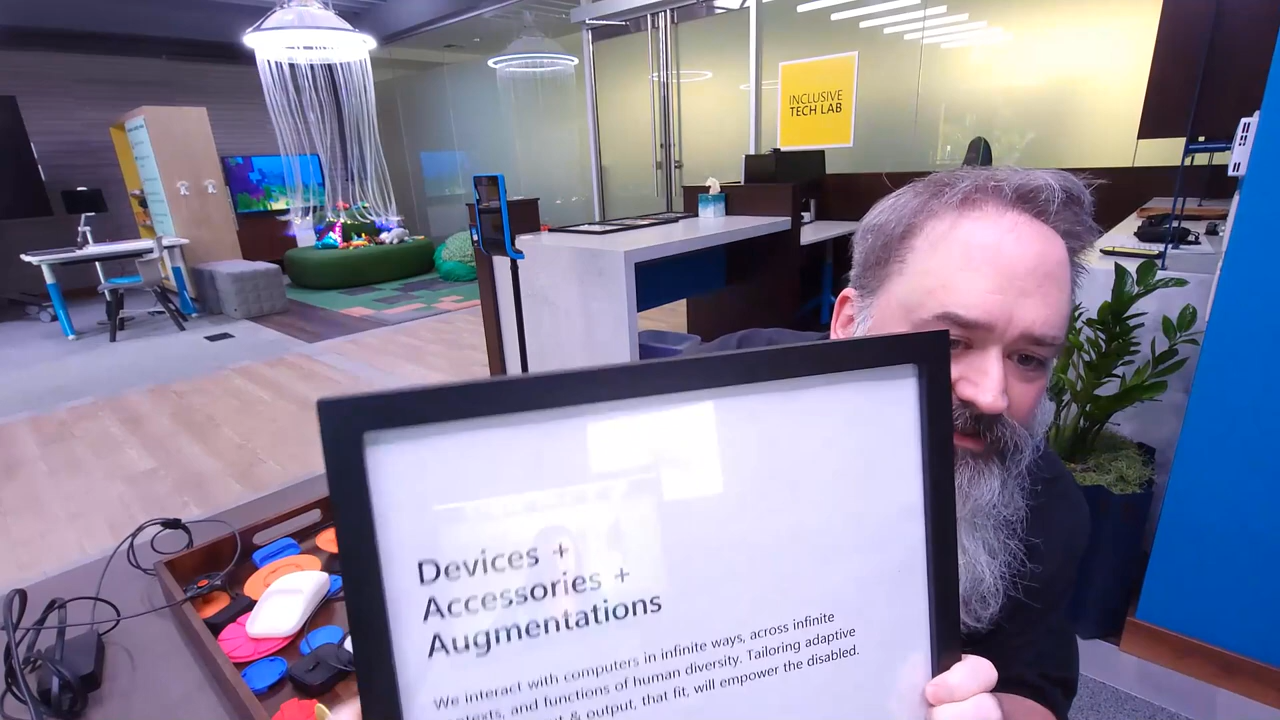 INCLUSIVE
TECH LAB
Devices +
Accessories +
Augmentations
We interact with computers in infinite ways, across infinite
and functions of human diversity. Tailoring adaptive
& output, that fit, will empower the disabled.